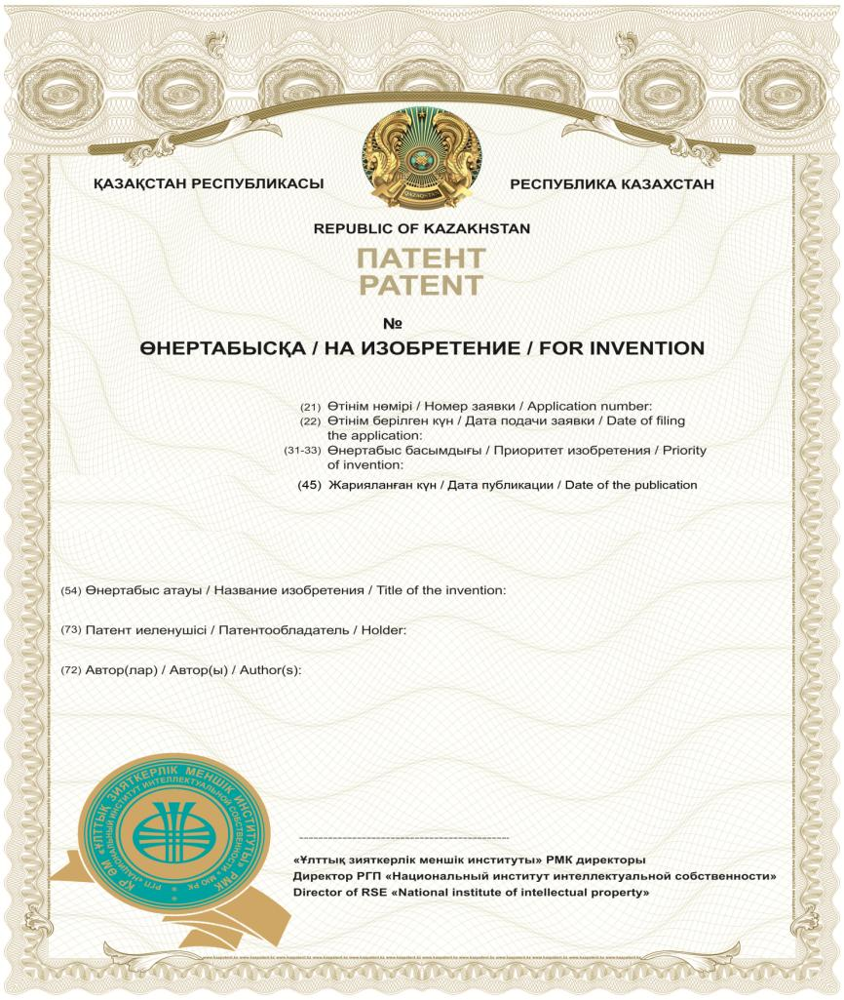 ҚАЗАҚСТАН РЕСПУБЛИКАСЫ
QAZAQSTAN
РЕСПУБЛИКА КАЗАХСТАН
REPUBLIC OF KAZAKHSTAN
ПАТЕНТ
PATENT
№
ӨНЕРТАБЫСҚА / НА ИЗОБРЕТЕНИЕ / FOR INVENTION
(21) Өтінім нөмірі / Номер заявки / Application number:
(22) Өтінім берілген күн / Дата подачи заявки / Date of filing
the application:
(31-33) Өнертабыс басымдығы / Приоритет изобретения / Priority
of invention:
(45) Жарияланған күн / Дата публикации / Date of the publication
(54) Өнертабыс атауы / Название изобретения / Title of the invention:
(73) Патент иеленушісі / Патентообладатель / Holder:
(72) Автор(лар) / Автор(ы) / Author(s):
ҚР ӘМ «ҰЛТТЫҚ ЗИЯТКЕРЛІК МЕНШІК ИНСТИТУТЫ» РМК
РГП «НАЦИОНАЛЬНЫЙ ИНСТИТУТ ИНТЕЛЛЕКТУАЛЬНОЙ СОБСТВЕННОСТИ» МЮ РК
«Ұлттық зияткерлік меншік институты» РМК директоры
Директор РГП «Национальный институт интеллектуальной собственности»
Director of RSE «National institute of intellectual property»
www.kazpatent.kz